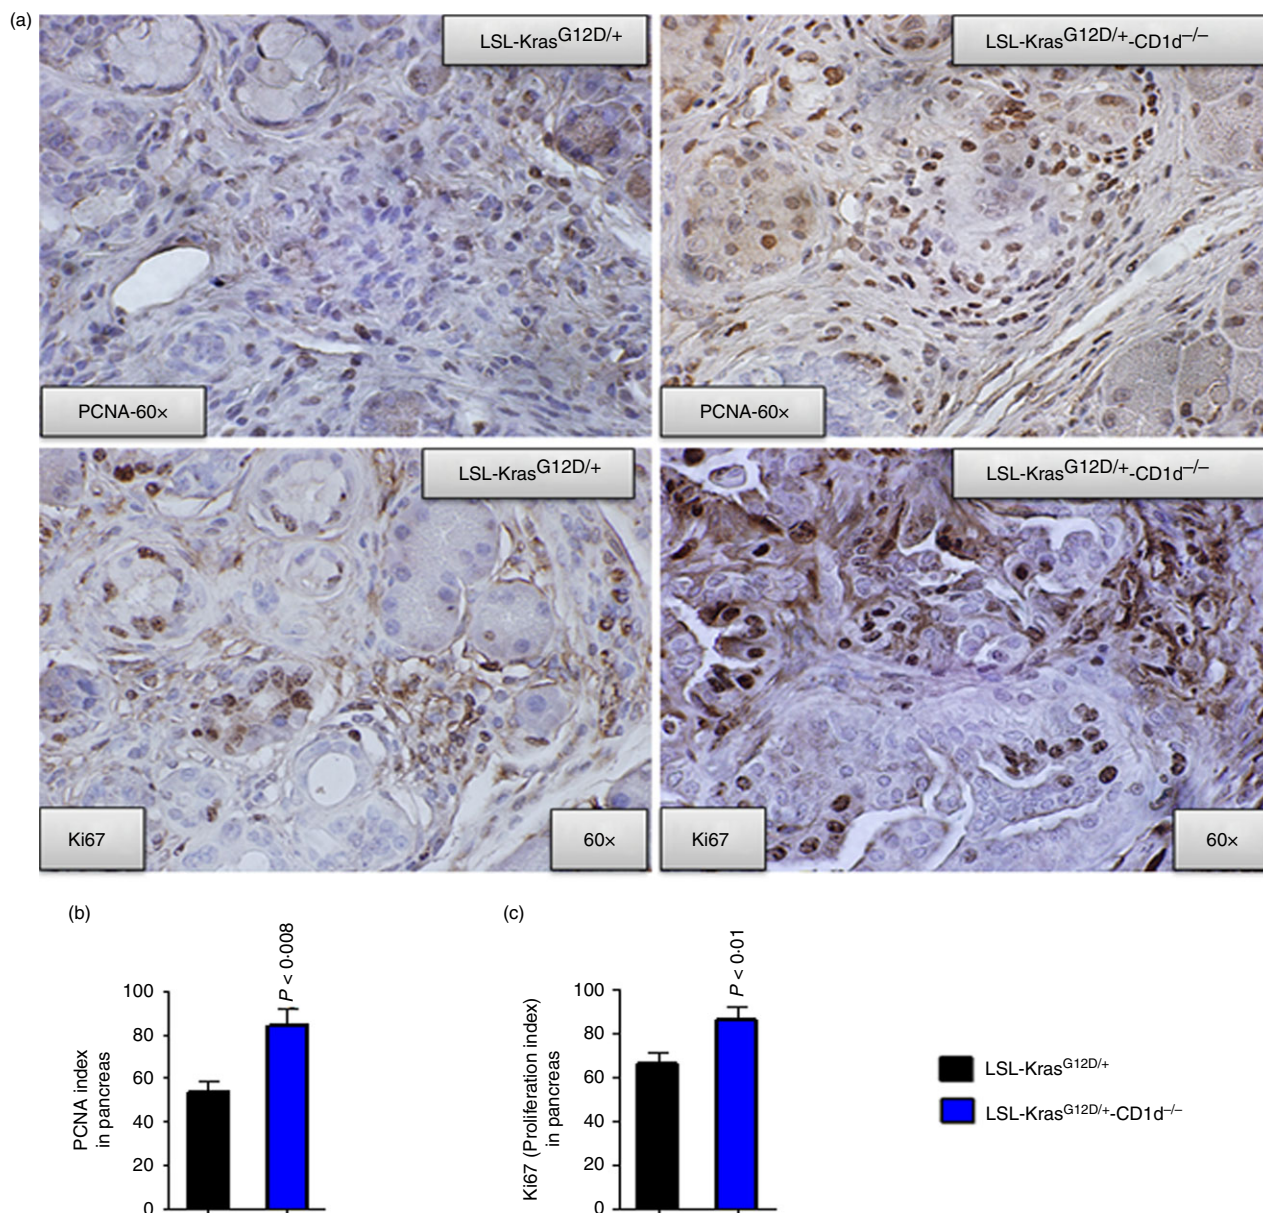 (a)
LSL-KrasG12D/+
LSL-KrasG12D/+-CD1d–/–
PCNA-60×
PCNA-60×
LSL-KrasG12D/+
LSL-KrasG12D/+-CD1d–/–
Ki67
60×
Ki67
60×
(b)
PCNA index
in pancreas
100
80
60
40
20
0
P < 0·008
(c)
Ki67 (Proliferation index)
in pancreas
100
80
60
40
20
0
P < 0·01
LSL-KrasG12D/+
LSL-KrasG12D/+-CD1d–/–